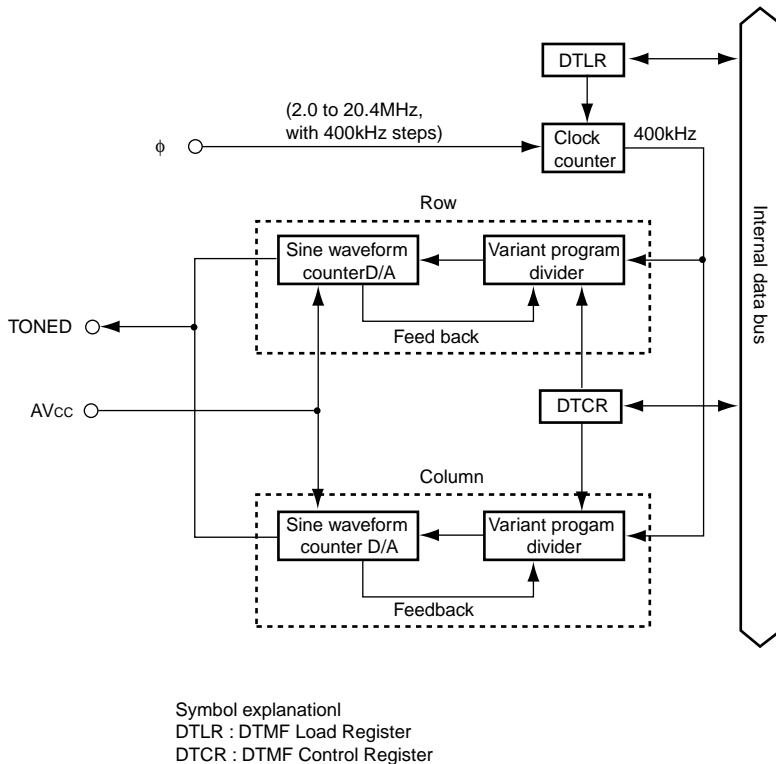 DTLR
(2.0 to 20.4MHz,
with 400kHz steps)
ϕ
Clock
counter
400kHz
Row
Sine waveform
counterD/A
Variant program
divider
Feed back
Internal data bus
TONED
AVCC
DTCR
Column
Sine waveform
counter D/A
Variant progam
divider
Feedback
Symbol explanationl
DTLR : DTMF Load Register
DTCR : DTMF Control Register